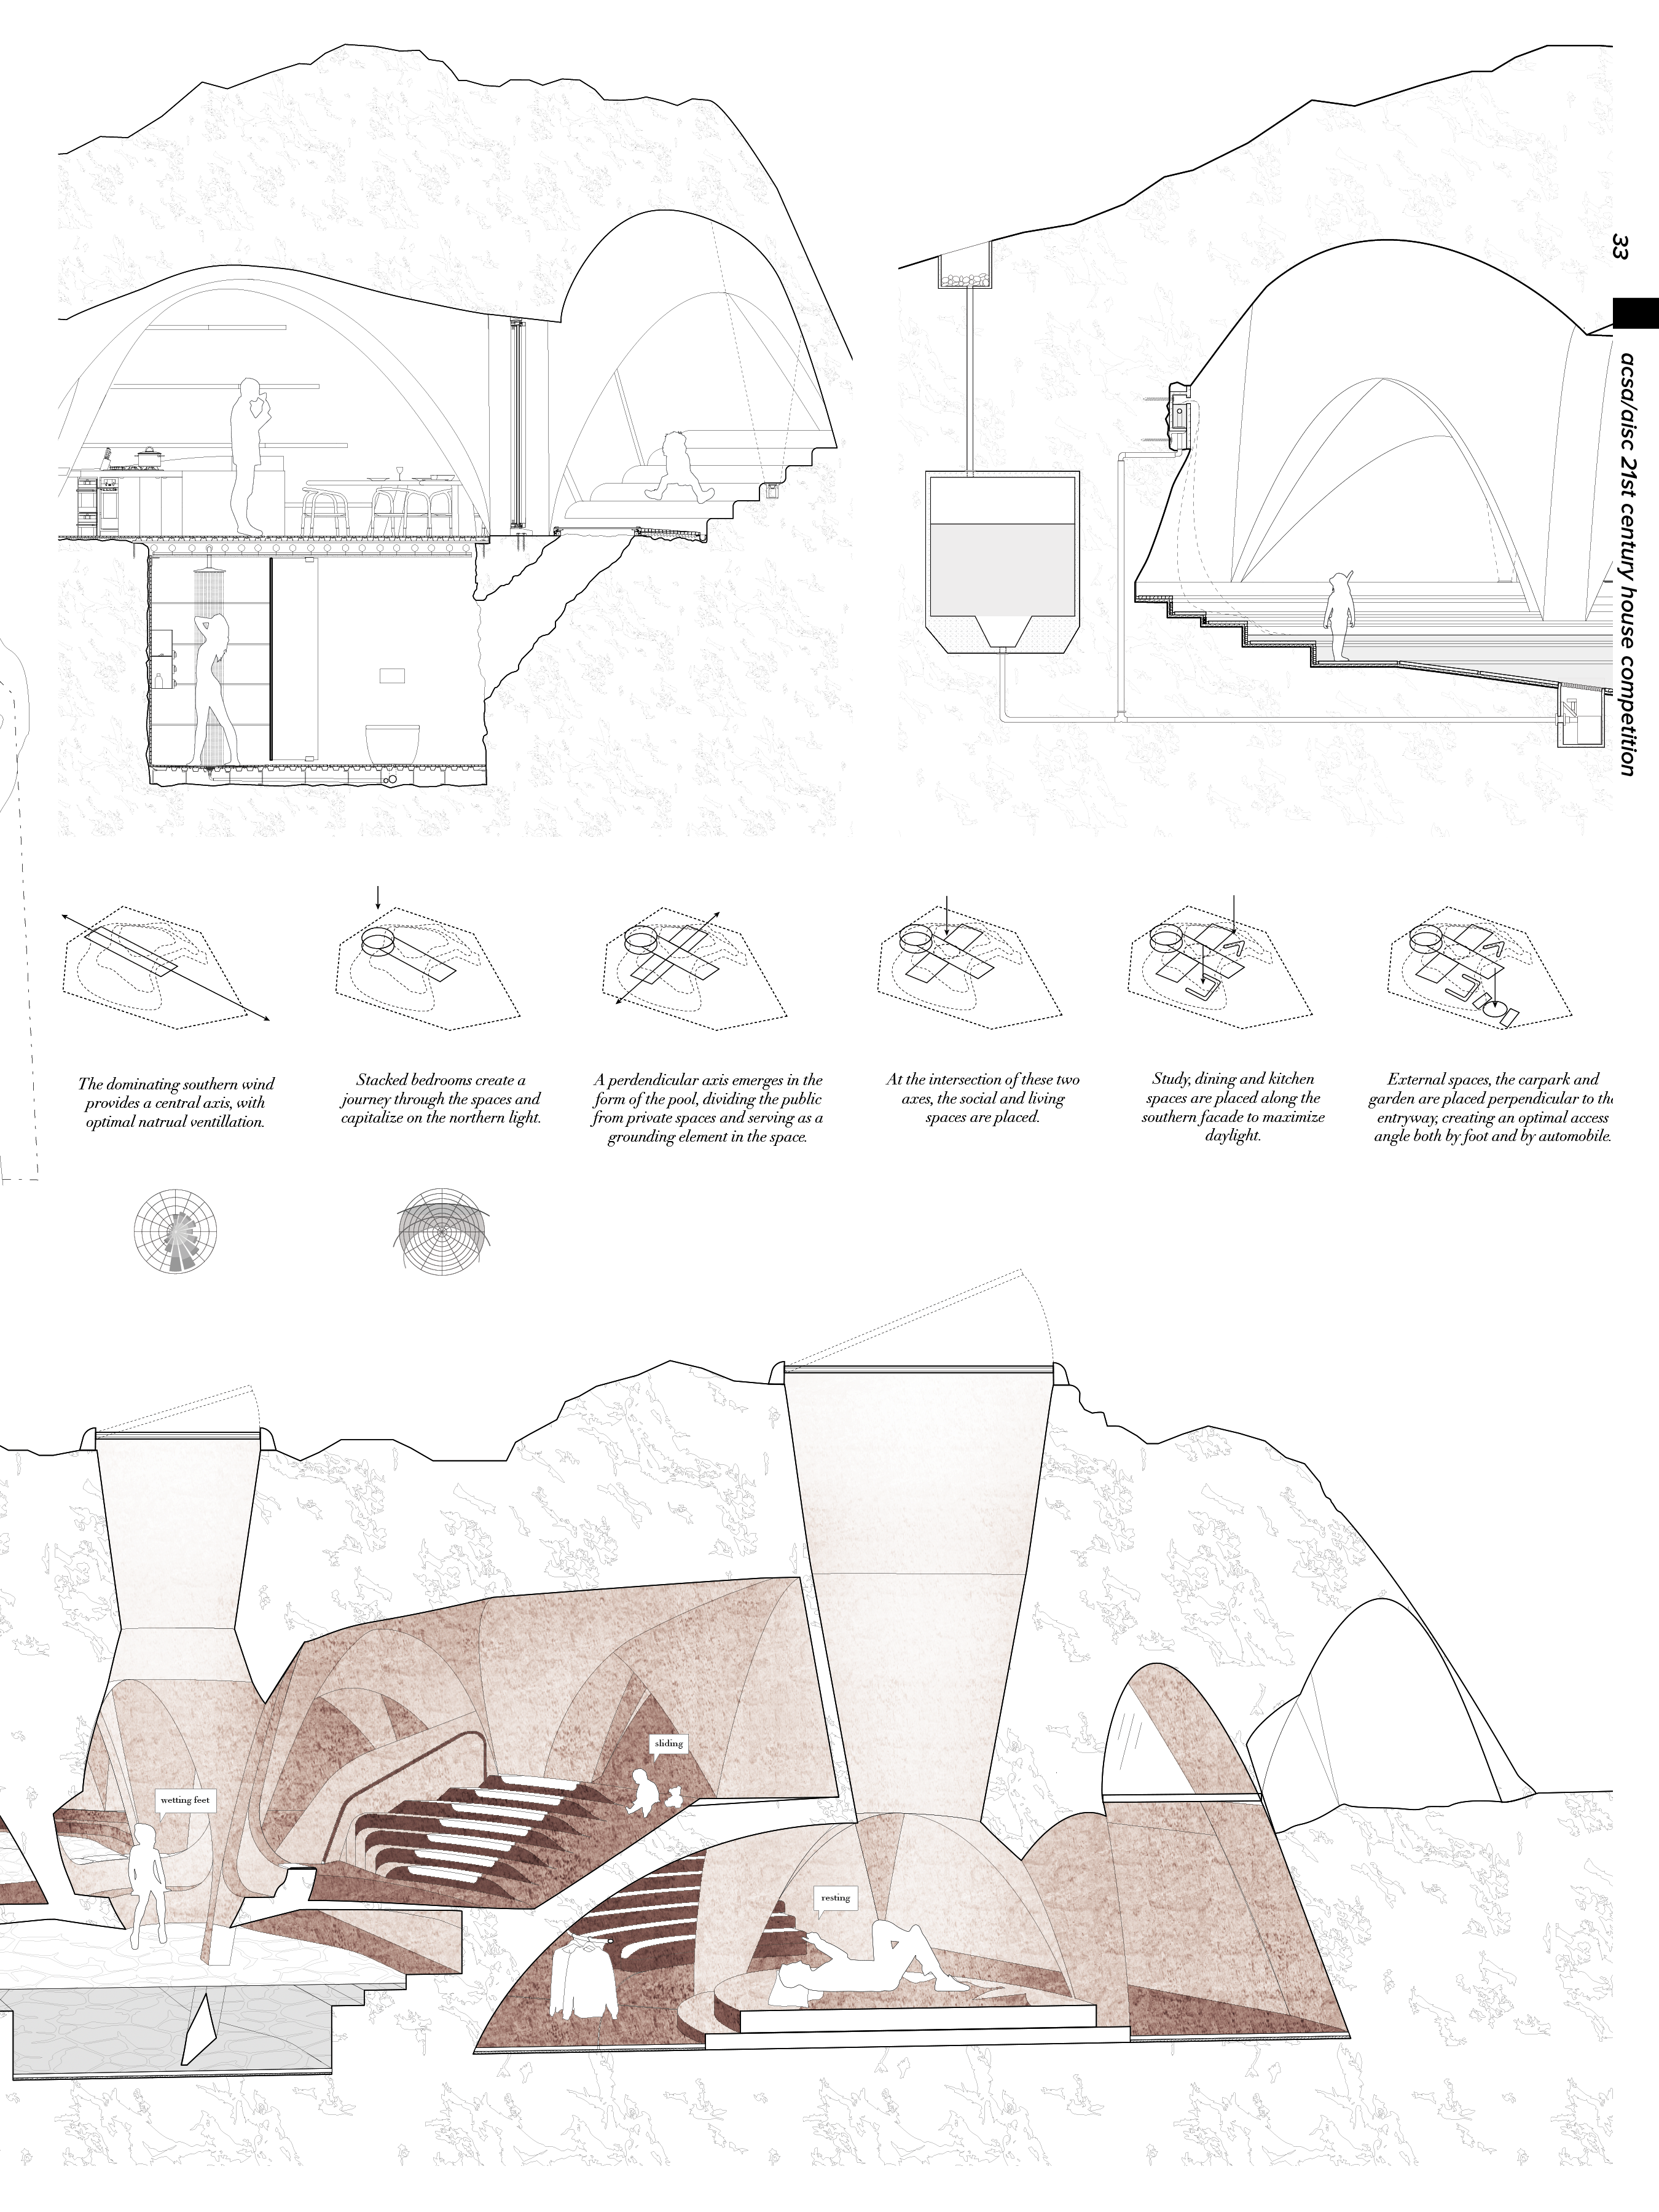 33
acsa/aisc 21st century house competition
The dominating southern wind
provides a central axis, with
optimal natrual ventillation.
Stacked bedrooms create a
journey through the spaces and
capitalize on the northern light.
A perdendicular axis emerges in the
form of the pool, dividing the public
from private spaces and serving as a
grounding element in the space.
At the intersection of these two
axes, the social and living
spaces are placed.
Study, dining and kitchen
spaces are placed along the
southern facade to maximize
daylight.
External spaces, the carpark and
garden are placed perpendicular to the
entryway, creating an optimal access
angle both by foot and by automobile.
sliding
wetting feet
resting